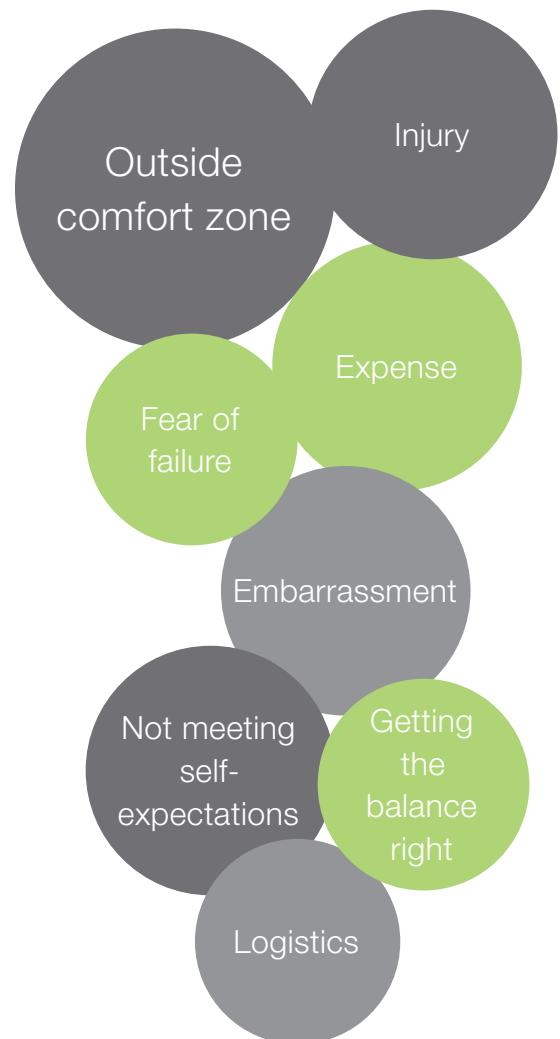 Outside
comfort zone
Injury
Expense
Fear of
failure
Embarrassment
Not meeting
self-
expectations
Getting
the
balance
right
Logistics